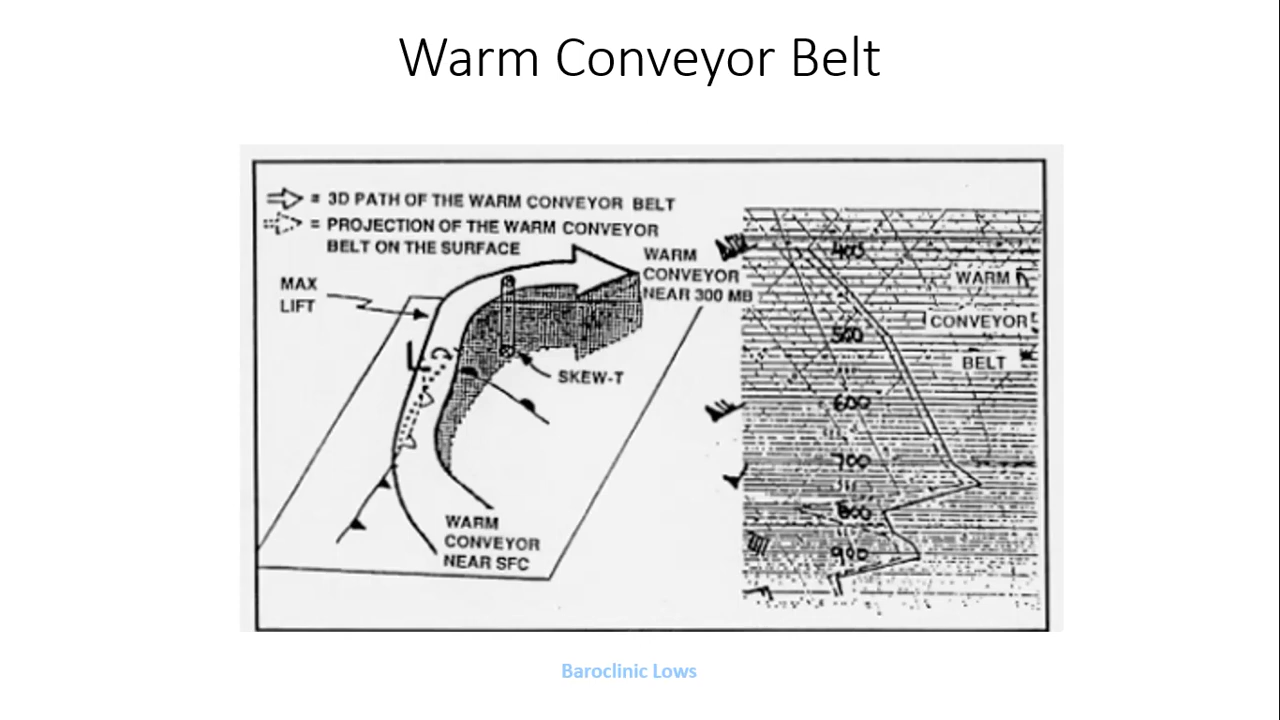 Warm Conveyor Belt
= 3D PATH OF THE WARM CONVEYOR BELT
= PROJECTION OF THE WARM CONVEYOR
BELT ON THE SURFACE
MAX
LIFT
WARM
CONVEYOR
NEAR 300 MB
L
SKEW-T
WARM
CONVEYOR
NEAR SFC
400
WARM
CONVEYOR
500
BELT
600
700
800
900
Baroclinic Lows